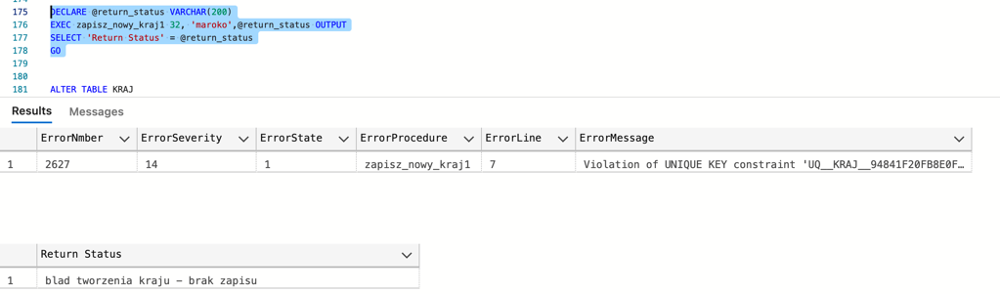 175 DECLARE @return_status VARCHAR(200)
176 EXEC zapisz_nowy_kraj1 32, 'maroko',@return_status OUTPUT
177 SELECT 'Return Status' = @return_status
178 GO
179
180
181 ALTER TABLE KRAJ
Results Messages
ErrorNmber ErrorSeverity ErrorState ErrorProcedure ErrorLine ErrorMessage
1 2627 14 1 zapisz_nowy_kraj1 7 Violation of UNIQUE KEY constraint 'UQ__KRAJ__94841F20FB8E0F…
Return Status
1 blad tworzenia kraju – brak zapisu